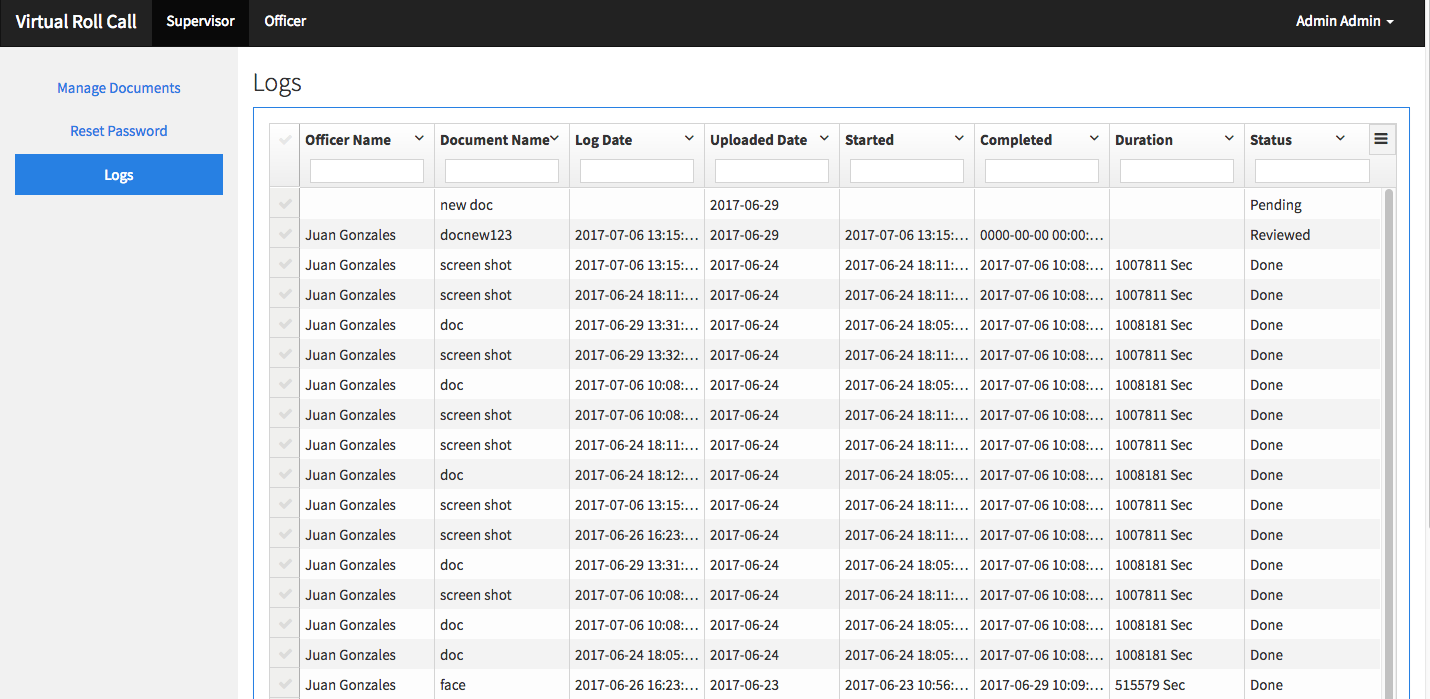 Virtual Roll Call Supervisor Officer Admin Admin
Manage Documents
Reset Password
Logs
Logs
Officer Name Document Name Log Date Uploaded Date Started Completed Duration Status
new doc 2017-06-29 Pending
Juan Gonzales docnew123 2017-07-06 13:15:... 2017-06-29 2017-07-06 13:15:... 0000-00-00 00:00:... Reviewed
Juan Gonzales screen shot 2017-07-06 13:15:... 2017-06-24 2017-06-24 18:11:... 2017-07-06 10:08:... 1007811 Sec Done
Juan Gonzales screen shot 2017-06-24 18:11:... 2017-06-24 2017-06-24 18:11:... 2017-07-06 10:08:... 1007811 Sec Done
Juan Gonzales doc 2017-06-29 13:31:... 2017-06-24 2017-06-24 18:05:... 2017-07-06 10:08:... 1008181 Sec Done
Juan Gonzales screen shot 2017-06-29 13:32:... 2017-06-24 2017-06-24 18:11:... 2017-07-06 10:08:... 1007811 Sec Done
Juan Gonzales doc 2017-07-06 10:08:... 2017-06-24 2017-06-24 18:05:... 2017-07-06 10:08:... 1008181 Sec Done
Juan Gonzales screen shot 2017-07-06 10:08:... 2017-06-24 2017-06-24 18:11:... 2017-07-06 10:08:... 1007811 Sec Done
Juan Gonzales screen shot 2017-06-24 18:11:... 2017-06-24 2017-06-24 18:11:... 2017-07-06 10:08:... 1007811 Sec Done
Juan Gonzales doc 2017-06-24 18:12:... 2017-06-24 2017-06-24 18:05:... 2017-07-06 10:08:... 1008181 Sec Done
Juan Gonzales screen shot 2017-07-06 13:15:... 2017-06-24 2017-06-24 18:11:... 2017-07-06 10:08:... 1007811 Sec Done
Juan Gonzales screen shot 2017-06-26 16:23:... 2017-06-24 2017-06-24 18:11:... 2017-07-06 10:08:... 1007811 Sec Done
Juan Gonzales doc 2017-06-29 13:31:... 2017-06-24 2017-06-24 18:05:... 2017-07-06 10:08:... 1008181 Sec Done
Juan Gonzales screen shot 2017-07-06 10:08:... 2017-06-24 2017-06-24 18:11:... 2017-07-06 10:08:... 1007811 Sec Done
Juan Gonzales doc 2017-07-06 10:08:... 2017-06-24 2017-06-24 18:05:... 2017-07-06 10:08:... 1008181 Sec Done
Juan Gonzales doc 2017-06-24 18:05:... 2017-06-24 2017-06-24 18:05:... 2017-07-06 10:08:... 1008181 Sec Done
Juan Gonzales face 2017-06-26 16:23:... 2017-06-23 2017-06-23 10:56:... 2017-06-29 10:09:... 515579 Sec Done